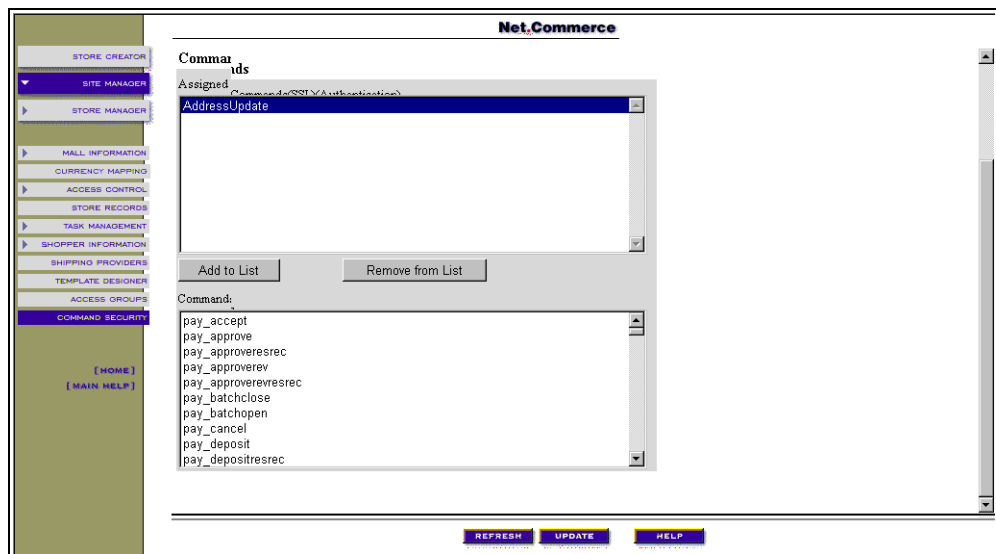 Net.Commerce
STORE CREATOR
SITE MANAGER
STORE MANAGER
MALL INFORMATION
CURRENCY MAPPING
ACCESS CONTROL
STORE RECORDS
TASK MANAGEMENT
SHOPPER INFORMATION
SHIPPING PROVIDERS
TEMPLATE DESIGNER
ACCESS GROUPS
COMMAND SECURITY
[HOME]
[MAIN HELP]
Assigned
AddressUpdate
Add to List Remove from List
Command:
pay_accept
pay_approve
pay_approveresrec
pay_approverev
pay_approverevresrec
pay_batchclose
pay_batchopen
pay_cancel
pay_deposit
pay_depositresrec
REFRESH UPDATE HELP